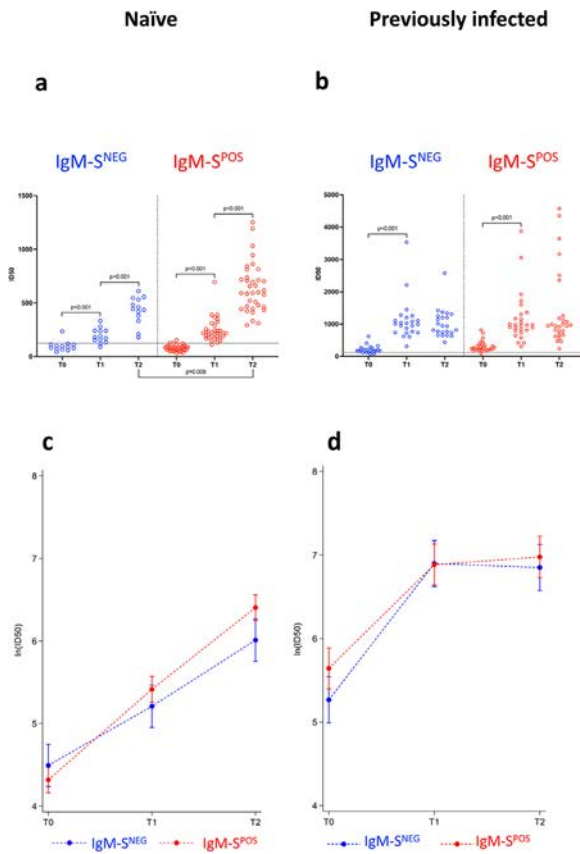 Naïve
Previously infected
a
b
IgM-S^NEG
IgM-S^POS
IgM-S^NEG
IgM-S^POS
1500
1000
500
0
ID50
p<0.001
p<0.001
p<0.001
p<0.001
T0
T1
T2
T0
T1
T2
5000
4000
3000
2000
1000
0
ID50
p<0.001
p<0.001
T0
T1
T2
T0
T1
T2
c
d
8
7
6
5
4
ln(ID50)
T0
T1
T2
IgM-S^NEG
IgM-S^POS
8
7
6
5
4
ln(ID50)
T0
T1
T2
IgM-S^NEG
IgM-S^POS